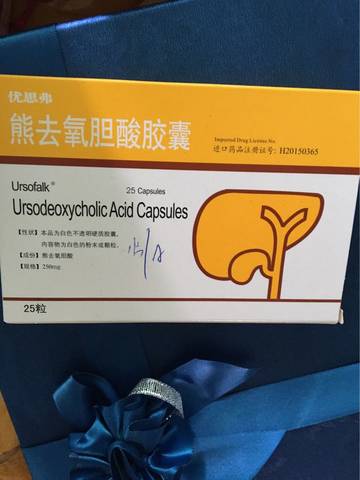 优思弗
熊去氧胆酸胶囊
Imported Drug License No.
进口药品注册证号: H20150365
Ursofalk®
25 Capsules
Ursodeoxycholic Acid Capsules
【性状】本品为白色不透明硬质胶囊,
内容物为白色的粉末或颗粒。
【成份】熊去氧胆酸
【规格】250mg
25粒